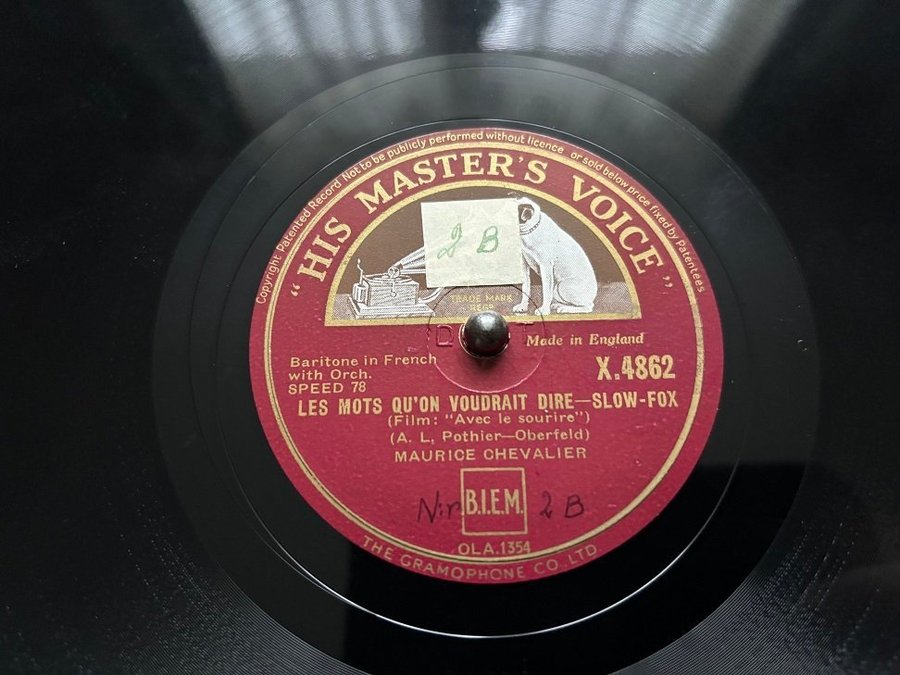 Copyright Patented Record Not to be publicly performed without licence or sold below price fixed by Patentees
"HIS MASTER'S VOICE"
2 B
TRADE MARK
REGD
Made in England
Baritone in French
with Orch.
SPEED 78
X.4862
LES MOTS QU'ON VOUDRAIT DIRE—SLOW-FOX
(Film: "Avec le sourire")
(A. L. Pothier—Oberfeld)
MAURICE CHEVALIER
Nr. B.I.E.M. 2 B
OLA.1354
THE GRAMOPHONE CO., LTD